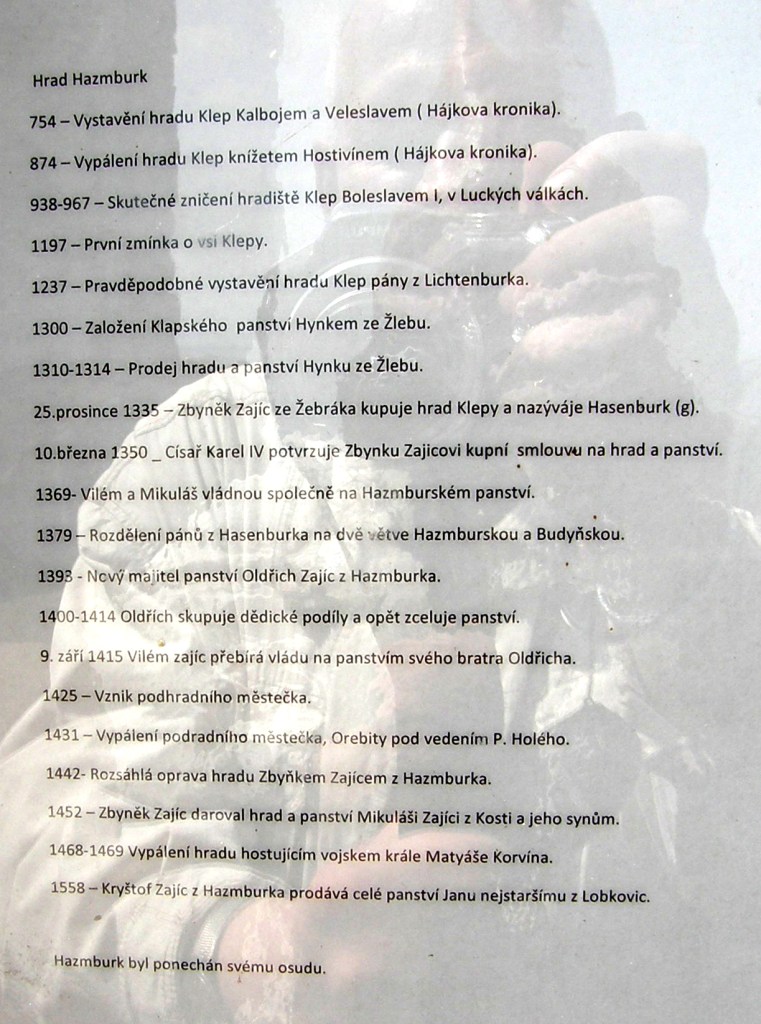 Hrad Hazmburk
754 – Vystavění hradu Klep Kalbojem a Veleslavem ( Hájkova kronika).
874 – Vypálení hradu Klep knížetem Hostivínem ( Hájkova kronika).
938-967 – Skutečné zničení hradiště Klep Boleslavem I, v Luckých válkách.
1197 – První zmínka o vsi Klepy.
1237 – Pravděpodobné vystavění hradu Klep pány z Lichtenburka.
1300 – Založení Klapského panství Hynkem ze Žlebu.
1310-1314 – Prodej hradu a panství Hynku ze Žlebu.
25.prosince 1335 – Zbyněk Zajíc ze Žebráka kupuje hrad Klepy a nazýváje Hasenburk (g).
10.března 1350 _ Císař Karel IV potvrzuje Zbynku Zajicovi kupní smlouvu na hrad a panství.
1369- Vilém a Mikuláš vládnou společně na Hazmburském panství.
1379 – Rozdělení pánů z Hasenburka na dvě větve Hazmburskou a Budyňskou.
1393 - Nový majitel panství Oldřich Zajíc z Hazmburka.
1400-1414 Oldřích skupuje dědické podíly a opět zceluje panství.
9. září 1415 Vilém zajíc přebírá vládu na panstvím svého bratra Oldřicha.
1425 – Vznik podhradního městečka.
1431 – Vypálení podradního městečka, Orebity pod vedením P. Holého.
1442- Rozsáhlá oprava hradu Zbyňkem Zajícem z Hazmburka.
1452 – Zbyněk Zajíc daroval hrad a panství Mikuláši Zajíci z Kosti a jeho synům.
1468-1469 Vypálení hradu hostujícím vojskem krále Matyáše Korvína.
1558 – Kryštof Zajíc z Hazmburka prodává celé panství Janu nejstaršímu z Lobkovic.
Hazmburk byl ponechán svému osudu.